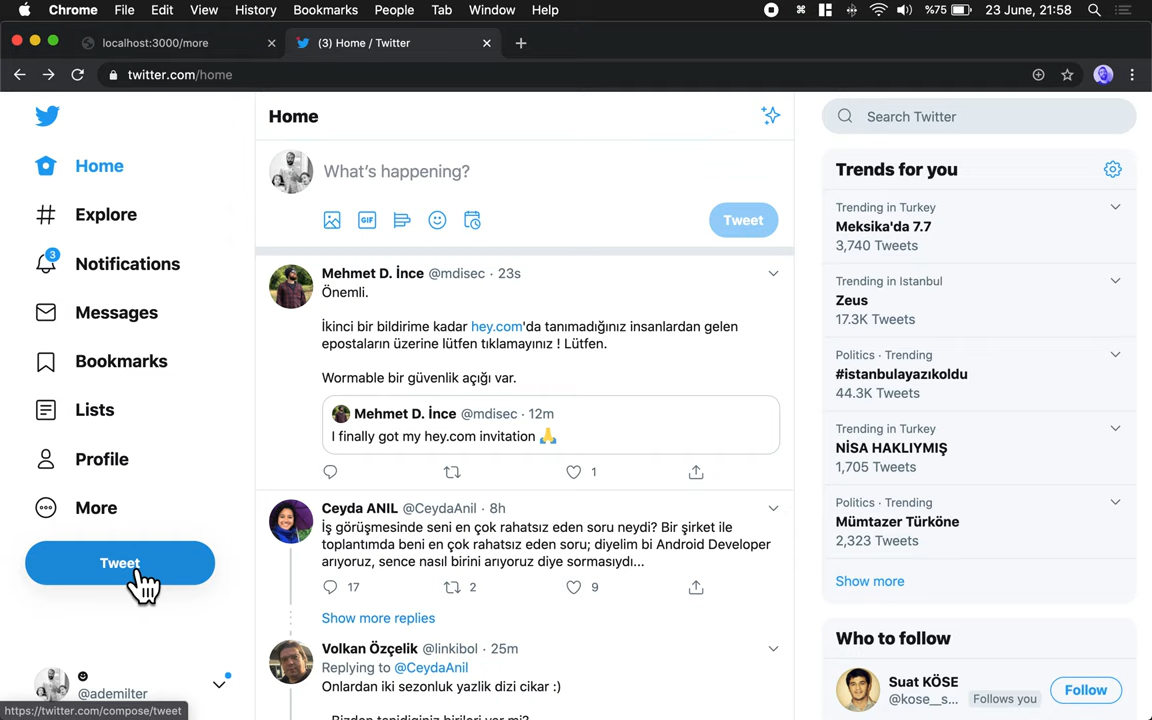 Chrome File Edit View History Bookmarks People Tab Window Help %75 23 June, 21:58
localhost:3000/more (3) Home / Twitter
twitter.com/home
Home
Explore
3
Notifications
Messages
Bookmarks
Lists
Profile
More
Tweet
@ademilter
https://twitter.com/compose/tweet
Home
What's happening?
GIF
Tweet
Mehmet D. İnce @mdisec · 23s
Önemli.
İkinci bir bildirime kadar hey.com'da tanımadığınız insanlardan gelen
epostaların üzerine lütfen tıklamayınız ! Lütfen.
Wormable bir güvenlik açığı var.
Mehmet D. İnce @mdisec · 12m
I finally got my hey.com invitation 🙏
1
Ceyda ANIL @CeydaAnil · 8h
İş görüşmesinde seni en çok rahatsız eden soru neydi? Bir şirket ile
toplantımda beni en çok rahatsız eden soru; diyelim bi Android Developer
arıyoruz, sence nasıl birini arıyoruz diye sormasıydı...
17 2 9
Show more replies
Volkan Özçelik @linkibol · 25m
Replying to @CeydaAnil
Onlardan iki sezonluk yazlik dizi cikar :)
Bizden tanidiginiz birileri var mi?
Search Twitter
Trends for you
Trending in Turkey
Meksika'da 7.7
3,740 Tweets
Trending in Istanbul
Zeus
17.3K Tweets
Politics · Trending
#istanbulayazıkoldu
44.3K Tweets
Trending in Turkey
NİSA HAKLIYMIŞ
1,705 Tweets
Politics · Trending
Mümtazer Türköne
2,323 Tweets
Show more
Who to follow
Suat KÖSE
@kose__s... Follows you
Follow